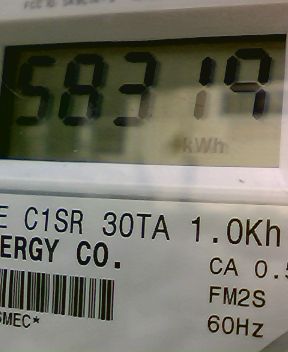 58319
kWh
E C1SR 30TA 1.0Kh
ERGY CO.
CA 0.5
FM2S
SMEC*
60Hz